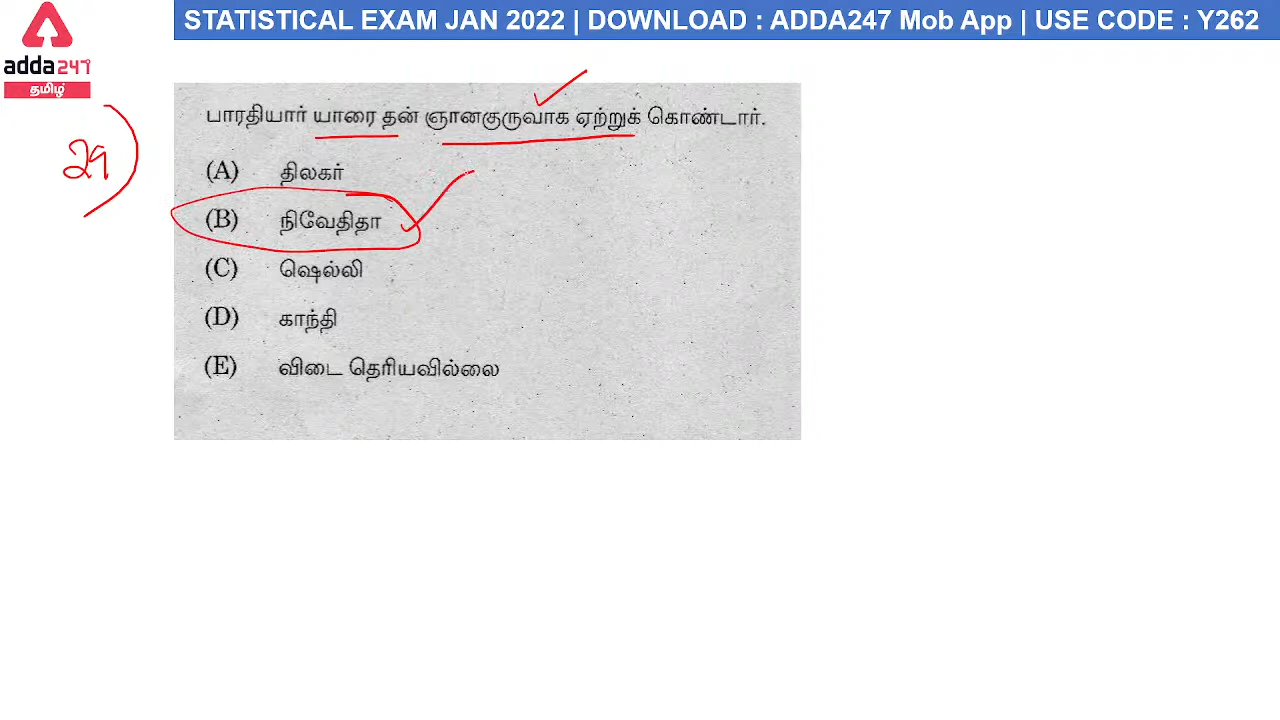 STATISTICAL EXAM JAN 2022 | DOWNLOAD : ADDA247 Mob App | USE CODE : Y262
adda247
தமிழ்
29)
பாரதியார் யாரை தன் ஞானகுருவாக ஏற்றுக் கொண்டார்.
(A) திலகர்
(B) நிவேதிதா
(C) ஷெல்லி
(D) காந்தி
(E) விடை தெரியவில்லை